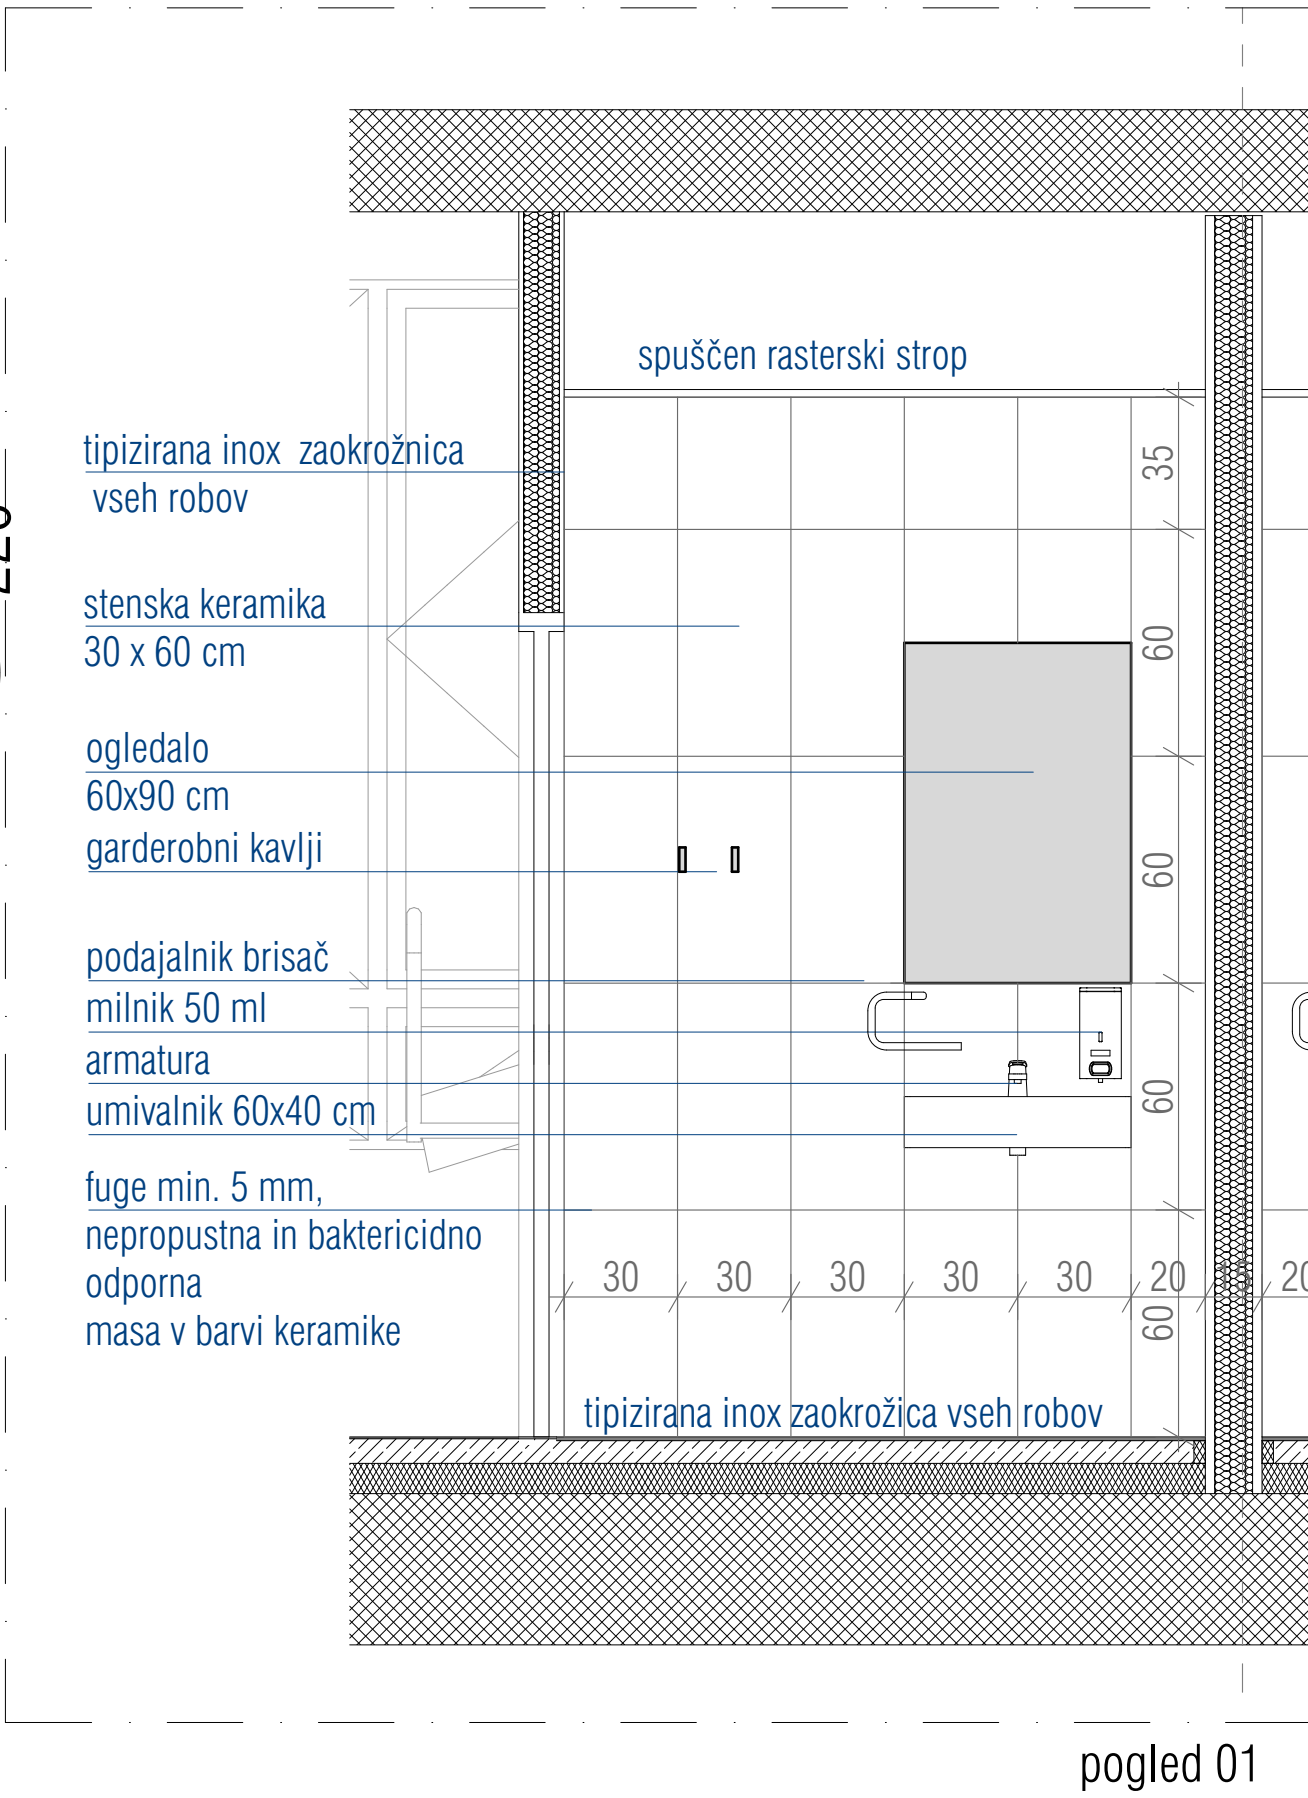 spuščen rasterski strop
tipizirana inox zaokrožnica
vseh robov
35
stenska keramika
30 x 60 cm
60
ogledalo
60x90 cm
garderobni kavlji
60
podajalnik brisač
milnik 50 ml
armatura
umivalnik 60x40 cm
60
fuge min. 5 mm,
nepropustna in baktericidno
odporna
masa v barvi keramike
30 30 30 30 30 20 15
60
tipizirana inox zaokrožica vseh robov
pogled 01